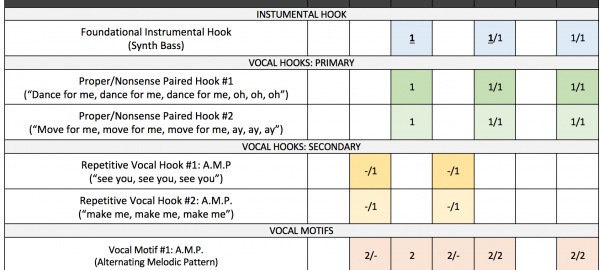 INSTUMENTAL HOOK
Foundational Instrumental Hook
(Synth Bass)
1 1/1 1/1
VOCAL HOOKS: PRIMARY
Proper/Nonsense Paired Hook #1
(“Dance for me, dance for me, dance for me, oh, oh, oh”)
1 1/1 1/1
Proper/Nonsense Paired Hook #2
(“Move for me, move for me, move for me, ay, ay, ay”)
1 1/1 1/1
VOCAL HOOKS: SECONDARY
Repetitive Vocal Hook #1: A.M.P
(“see you, see you, see you”)
-/1 -/1
Repetitive Vocal Hook #2: A.M.P.
(“make me, make me, make me”)
-/1 -/1
VOCAL MOTIFS
Vocal Motif #1: A.M.P.
(Alternating Melodic Pattern)
2/- 2 2/- 2/2 2/2